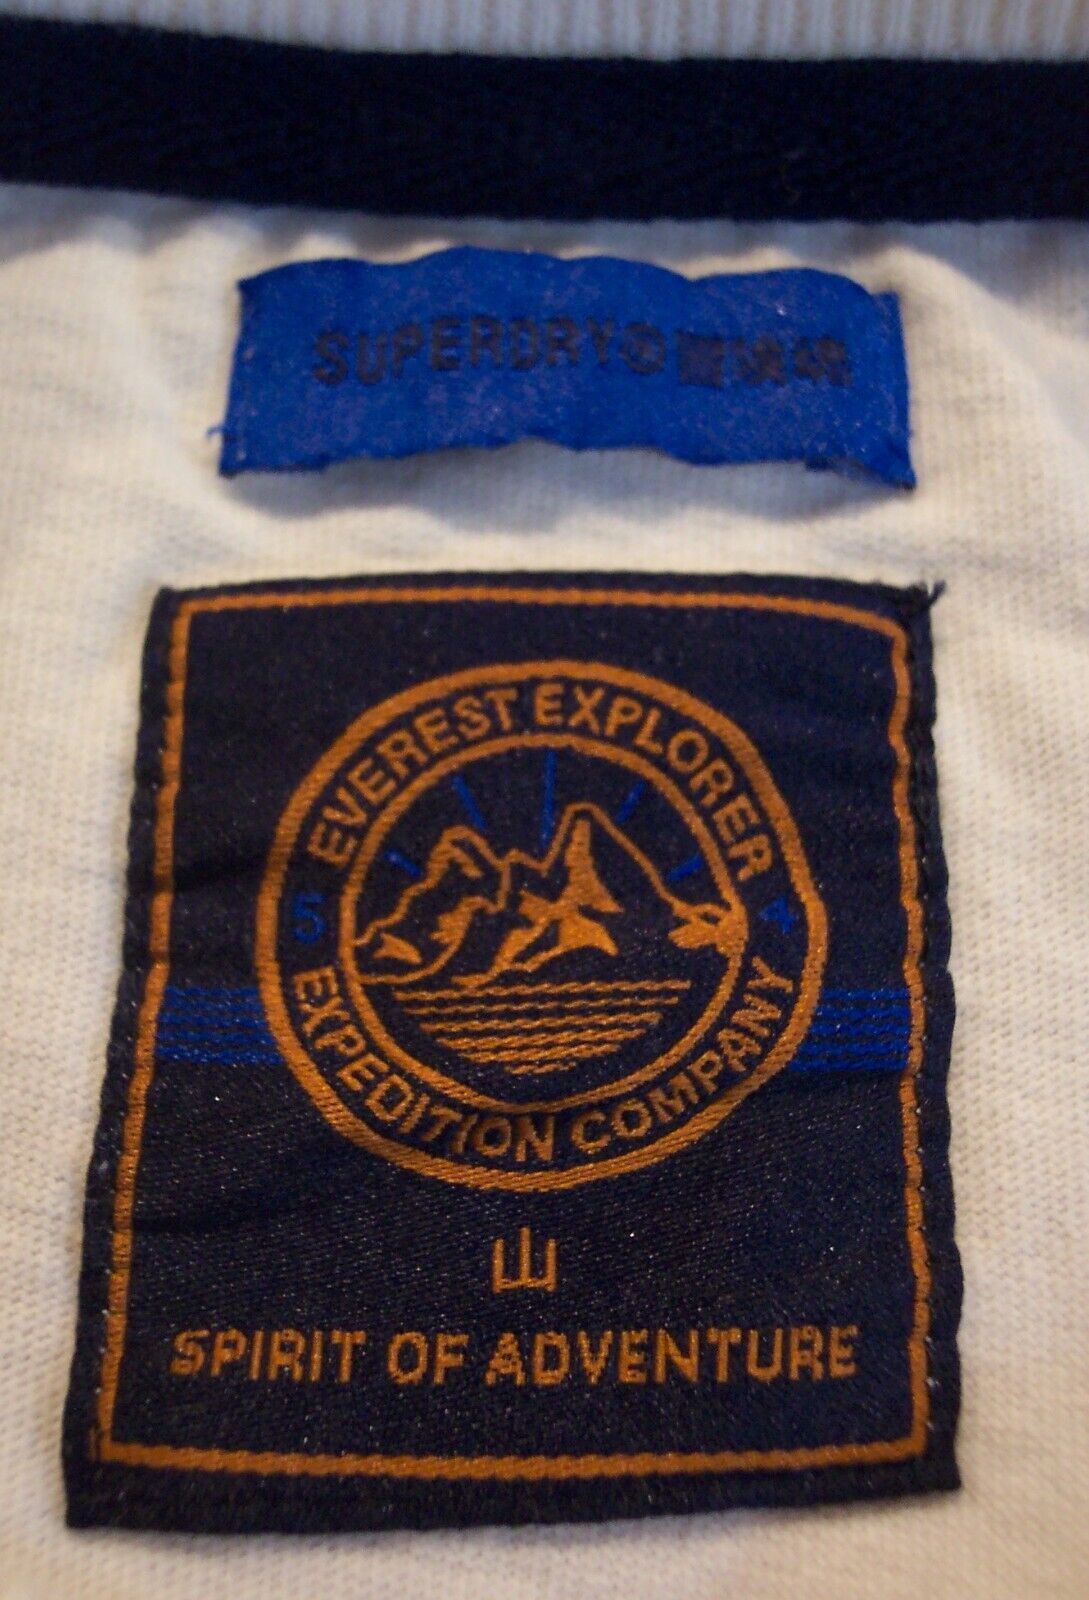 SUPERDRY®
EVEREST EXPLORER
5 4
EXPEDITION COMPANY
SPIRIT OF ADVENTURE